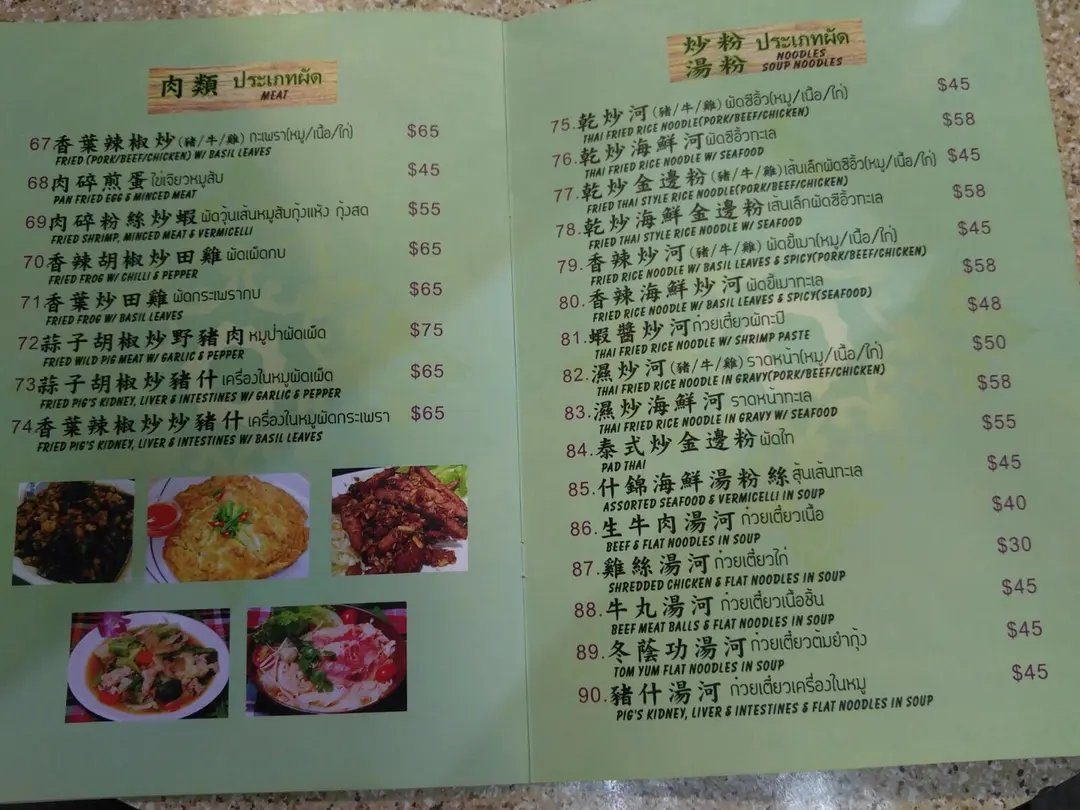 肉類 ประเภทผัด
MEAT
67.香葉辣椒炒(豬/牛/雞) กะเพรา(หมู/เนื้อ/ไก่) $65
FRIED (PORK/BEEF/CHICKEN) W/ BASIL LEAVES
68.肉碎煎蛋 ไข่เจียวหมูสับ $45
PAN FRIED EGG & MINCED MEAT
69.肉碎粉絲炒蝦 ผัดวุ้นเส้นหมูสับกุ้งแห้ง กุ้งสด $55
FRIED SHRIMP, MINCED MEAT & VERMICELLI
70.香辣胡椒炒田雞 ผัดเผ็ดกบ $65
FRIED FROG W/ CHILLI & PEPPER
71.香葉炒田雞 ผัดกระเพรากบ $65
FRIED FROG W/ BASIL LEAVES
72.蒜子胡椒炒野豬肉 หมูป่าผัดเผ็ด $75
FRIED WILD PIG MEAT W/ GARLIC & PEPPER
73.蒜子胡椒炒豬什 เครื่องในหมูผัดเผ็ด $65
FRIED PIG'S KIDNEY, LIVER & INTESTINES W/ GARLIC & PEPPER
74.香葉辣椒炒炒豬什 เครื่องในหมูผัดกระเพรา $65
FRIED PIG'S KIDNEY, LIVER & INTESTINES W/ BASIL LEAVES
炒粉 ประเภทผัด
湯粉 NOODLES
SOUP NOODLES
75.乾炒河(豬/牛/雞) ผัดซีอิ้ว(หมู/เนื้อ/ไก่) $45
THAI FRIED RICE NOODLE(PORK/BEEF/CHICKEN)
76.乾炒海鮮河 ผัดซีอิ้วทะเล $58
THAI FRIED RICE NOODLE W/ SEAFOOD
77.乾炒金邊粉(豬/牛/雞) เส้นเล็กผัดซีอิ้ว(หมู/เนื้อ/ไก่) $45
FRIED THAI STYLE RICE NOODLE(PORK/BEEF/CHICKEN)
78.乾炒海鮮金邊粉 เส้นเล็กผัดซีอิ้วทะเล $58
FRIED THAI STYLE RICE NOODLE W/ SEAFOOD
79.香辣炒河(豬/牛/雞) ผัดขี้เมา(หมู/เนื้อ/ไก่) $45
FRIED RICE NOODLE W/ BASIL LEAVES & SPICY(PORK/BEEF/CHICKEN)
80.香辣海鮮炒河 ผัดขี้เมาทะเล $58
FRIED RICE NOODLE W/ BASIL LEAVES & SPICY(SEAFOOD)
81.蝦醬炒河 ก๋วยเตี๋ยวผักะปิ $48
THAI FRIED RICE NOODLE W/ SHRIMP PASTE
82.濕炒河(豬/牛/雞) ราดหน้า(หมู/เนื้อ/ไก่) $50
THAI FRIED RICE NOODLE IN GRAVY(PORK/BEEF/CHICKEN)
83.濕炒海鮮河 ราดหน้าทะเล $58
THAI FRIED RICE NOODLE IN GRAVY W/ SEAFOOD
84.泰式炒金邊粉 ผัดไท $55
PAD THAI
85.什錦海鮮湯粉絲 สุ้นเส้นทะเล $45
ASSORTED SEAFOOD & VERMICELLI IN SOUP
86.生牛肉湯河 ก๋วยเตี๋ยวเนื้อ $40
BEEF & FLAT NOODLES IN SOUP
87.雞絲湯河 ก๋วยเตี๋ยวไก่ $30
SHREDDED CHICKEN & FLAT NOODLES IN SOUP
88.牛丸湯河 ก๋วยเตี๋ยวเนื้อชิ้น $45
BEEF MEAT BALLS & FLAT NOODLES IN SOUP
89.冬蔭功湯河 ก๋วยเตี๋ยวต้มยำกุ้ง $45
TOM YUM FLAT NOODLES IN SOUP
90.豬什湯河 ก๋วยเตี๋ยวเครื่องในหมู $45
PIG'S KIDNEY, LIVER & INTESTINES & FLAT NOODLES IN SOUP